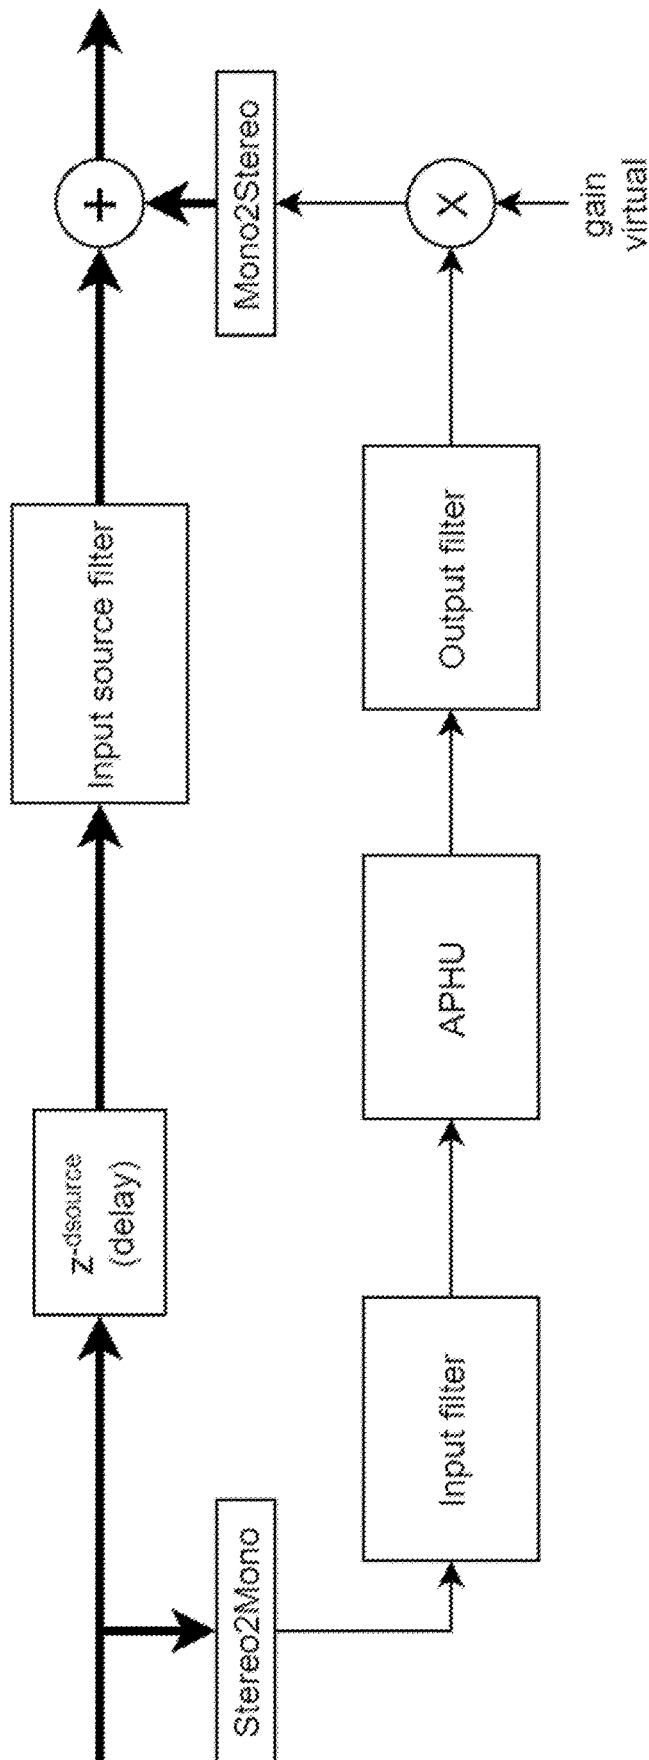 z-dsource
(delay)
Input source filter
+
Stereo2Mono
Mono2Stereo
Input filter
APHU
Output filter
X
gain
virtual